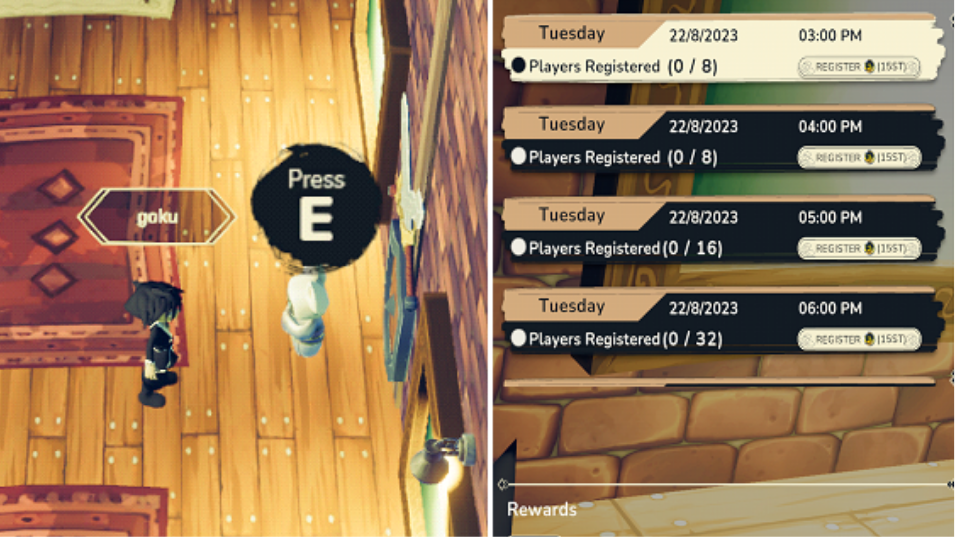 goku
Press
E
Tuesday 22/8/2023 03:00 PM
Players Registered (0 / 8) REGISTER (15ST)
Tuesday 22/8/2023 04:00 PM
Players Registered (0 / 8) REGISTER (15ST)
Tuesday 22/8/2023 05:00 PM
Players Registered (0 / 16) REGISTER (15ST)
Tuesday 22/8/2023 06:00 PM
Players Registered (0 / 32) REGISTER (15ST)
Rewards